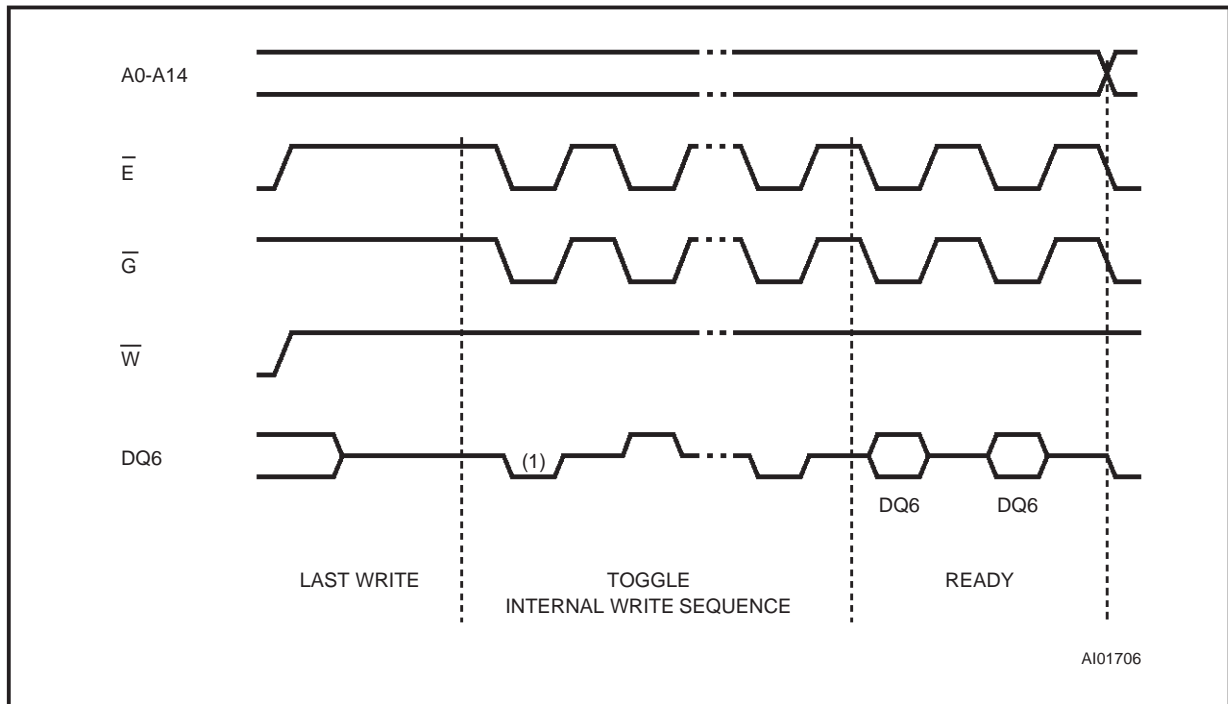 A0-A14
E̅
G̅
W̅
DQ6
(1)
DQ6 DQ6
LAST WRITE TOGGLE READY
INTERNAL WRITE SEQUENCE
AI01706